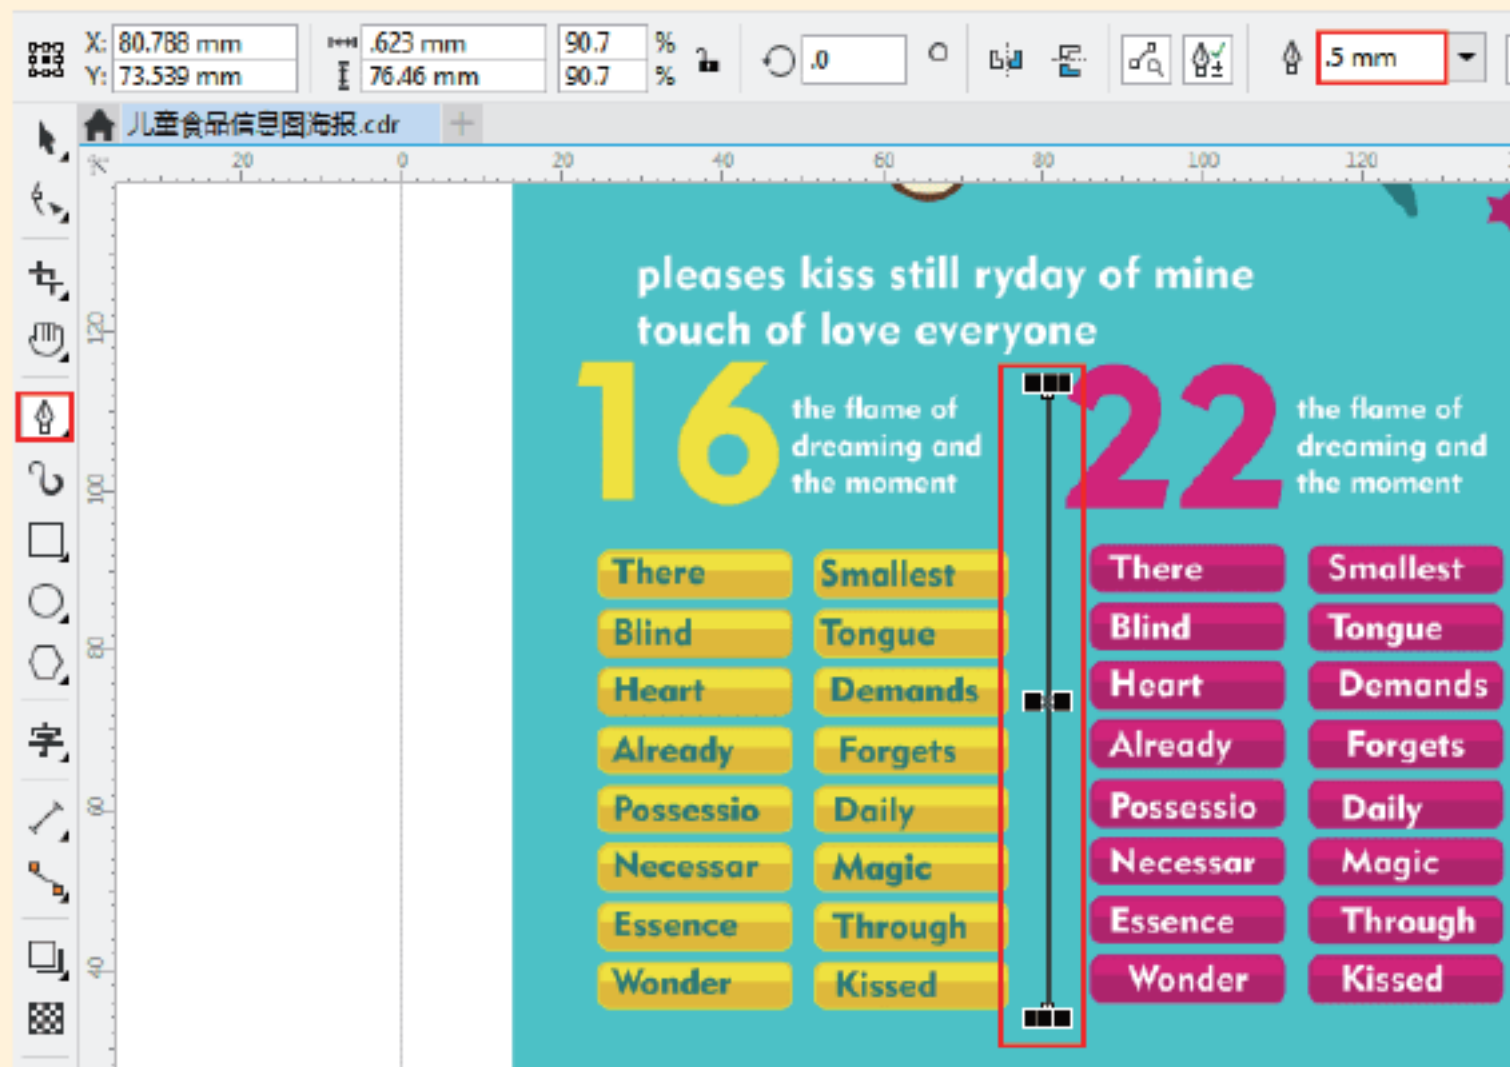 X: 80.788 mm .623 mm 90.7 % .0 ° .5 mm
Y: 73.539 mm 76.46 mm 90.7 %
儿童食品信息图海报.cdr
20 0 20 40 60 80 100 120
120
100
80
60
40
字
pleases kiss still ryday of mine
touch of love everyone
16
the flame of
dreaming and
the moment
22
the flame of
dreaming and
the moment
There Smallest There Smallest
Blind Tongue Blind Tongue
Heart Demands Heart Demands
Already Forgets Already Forgets
Possessio Daily Possessio Daily
Necessar Magic Necessar Magic
Essence Through Essence Through
Wonder Kissed Wonder Kissed